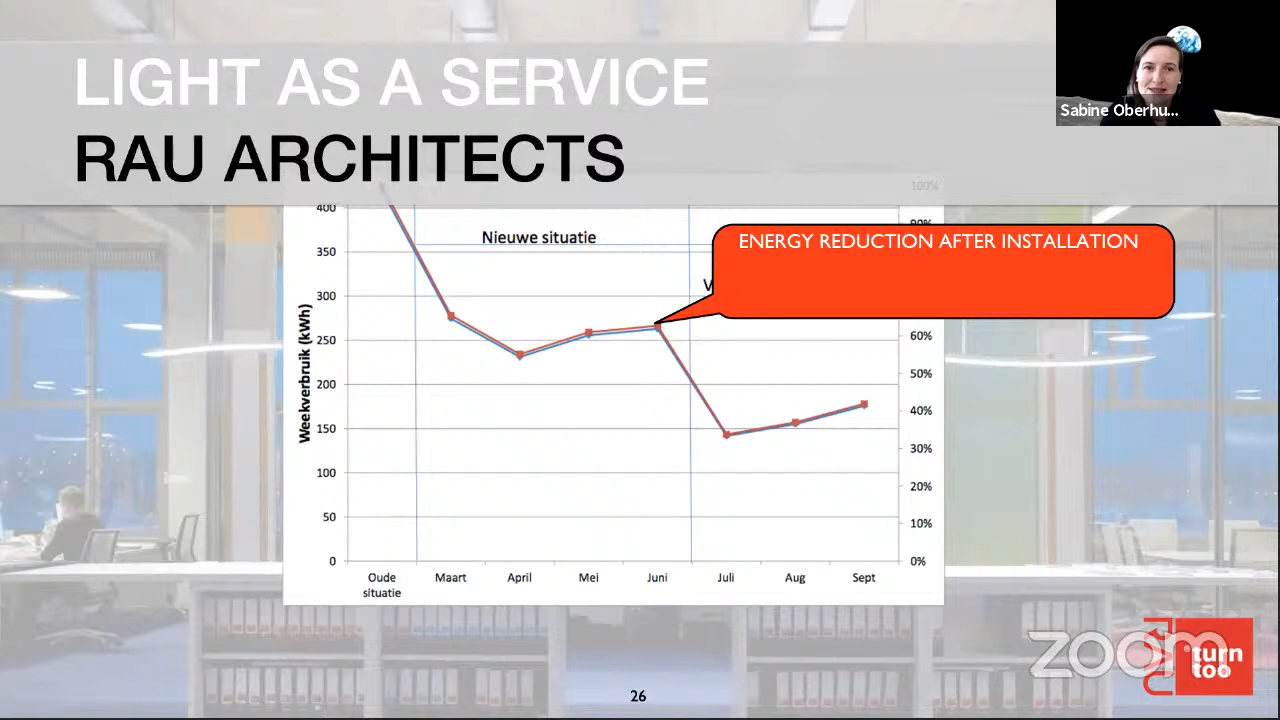 LIGHT AS A SERVICE
RAU ARCHITECTS
Sabine Oberhu...
100%
400
Nieuwe situatie
ENERGY REDUCTION AFTER INSTALLATION
350
V
300
250
200
150
100
50
0
Weekverbruik (kWh)
60%
50%
40%
30%
20%
10%
0%
Oude situatie
Maart
April
Mei
Juni
Juli
Aug
Sept
zoom
turn
too
26